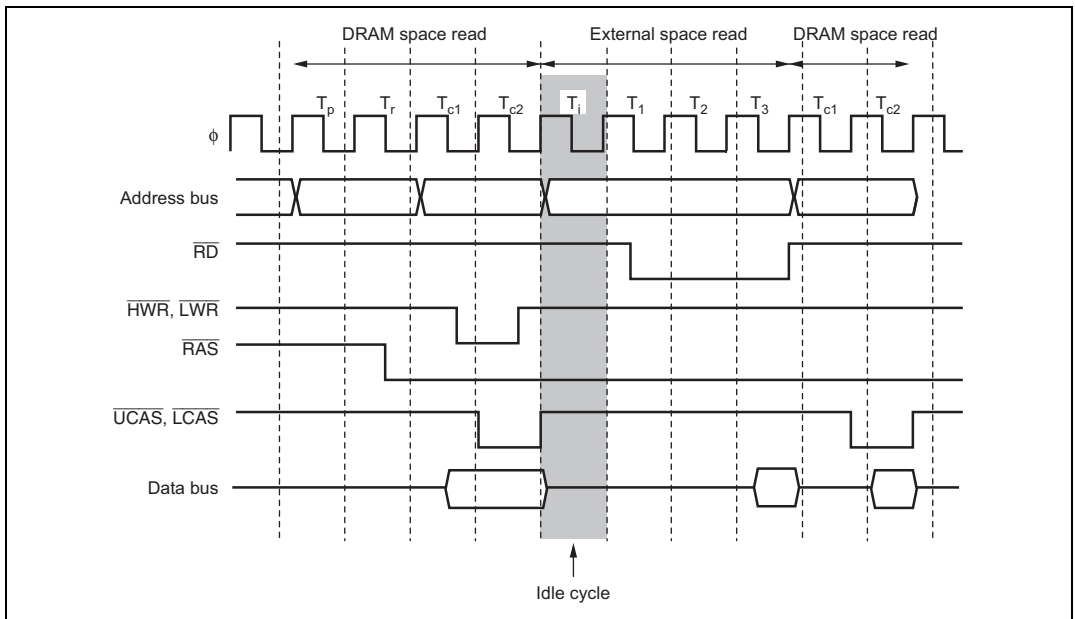 DRAM space read External space read DRAM space read
Tp Tr Tc1 Tc2 Ti T1 T2 T3 Tc1 Tc2
ϕ
Address bus
RD
HWR, LWR
RAS
UCAS, LCAS
Data bus
Idle cycle